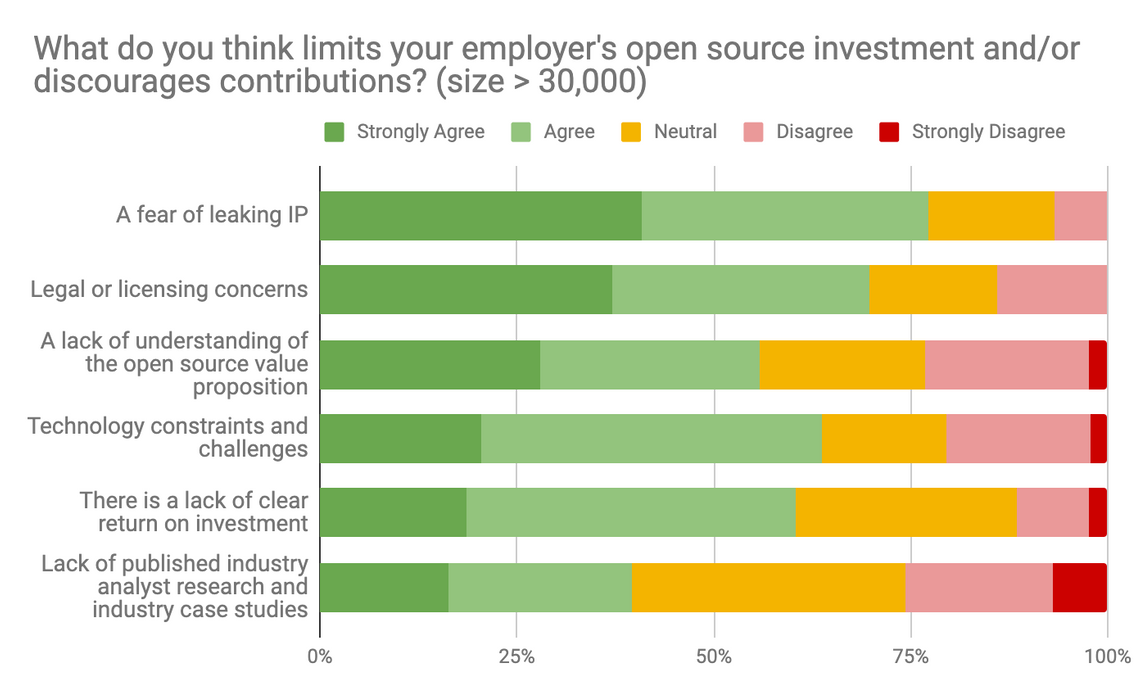 What do you think limits your employer's open source investment and/or
discourages contributions? (size > 30,000)
Strongly Agree Agree Neutral Disagree Strongly Disagree
A fear of leaking IP
Legal or licensing concerns
A lack of understanding of
the open source value
proposition
Technology constraints and
challenges
There is a lack of clear
return on investment
Lack of published industry
analyst research and
industry case studies
0% 25% 50% 75% 100%